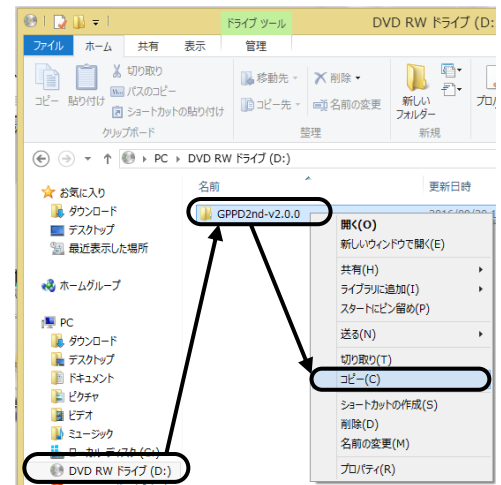 ドライブ ツール
DVD RW ドライブ (D:
ファイル ホーム 共有 表示 管理
コピー
貼り付け
切り取り
パスのコピー
ショートカットの貼り付け
クリップボード
移動先
コピー先
削除
名前の変更
整理
新しい
フォルダー
新規
PC DVD RW ドライブ (D:)
名前
更新日時
お気に入り
ダウンロード
デスクトップ
最近表示した場所
ホームグループ
PC
ダウンロード
デスクトップ
ドキュメント
ピクチャ
ビデオ
ミュージック
ローカル ディスク (C:)
DVD RW ドライブ (D:)
GPPD2nd-v2.0.0
開く(O)
新しいウィンドウで開く(E)
共有(H)
ライブラリに追加(I)
スタートにピン留め(P)
送る(N)
切り取り(T)
コピー(C)
ショートカットの作成(S)
削除(D)
名前の変更(M)
プロパティ(R)